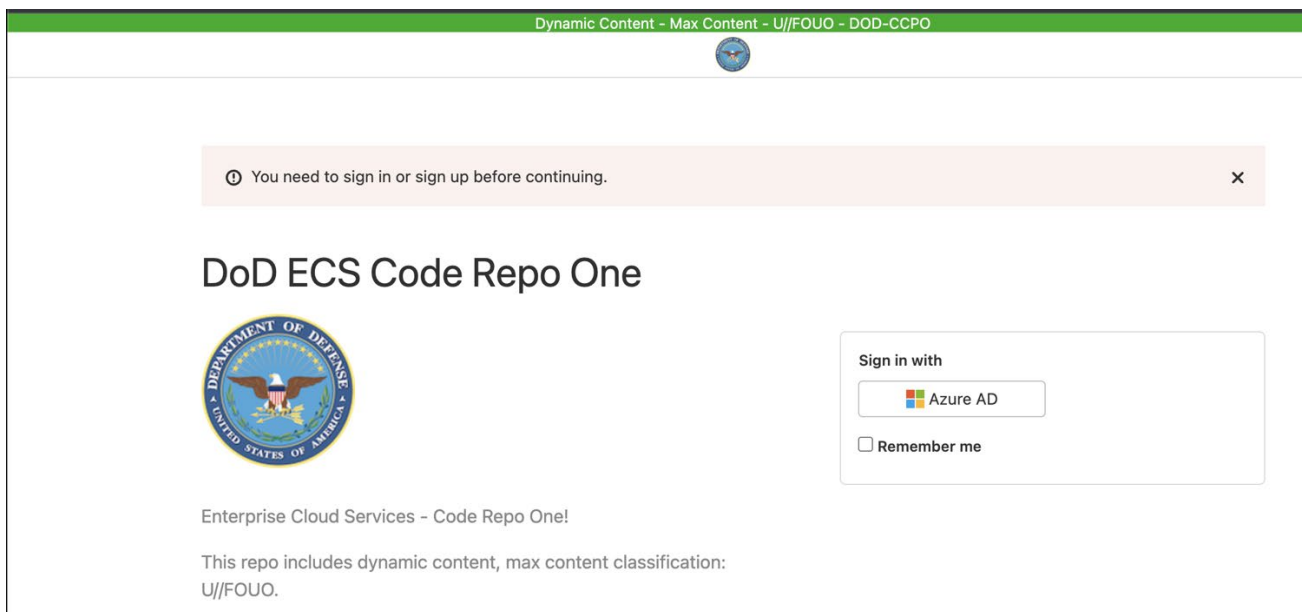 Dynamic Content - Max Content - U//FOUO - DOD-CCPO
You need to sign in or sign up before continuing.
DoD ECS Code Repo One
DEPARTMENT OF DEFENSE
UNITED STATES OF AMERICA
Sign in with
Azure AD
Remember me
Enterprise Cloud Services - Code Repo One!
This repo includes dynamic content, max content classification:
U//FOUO.